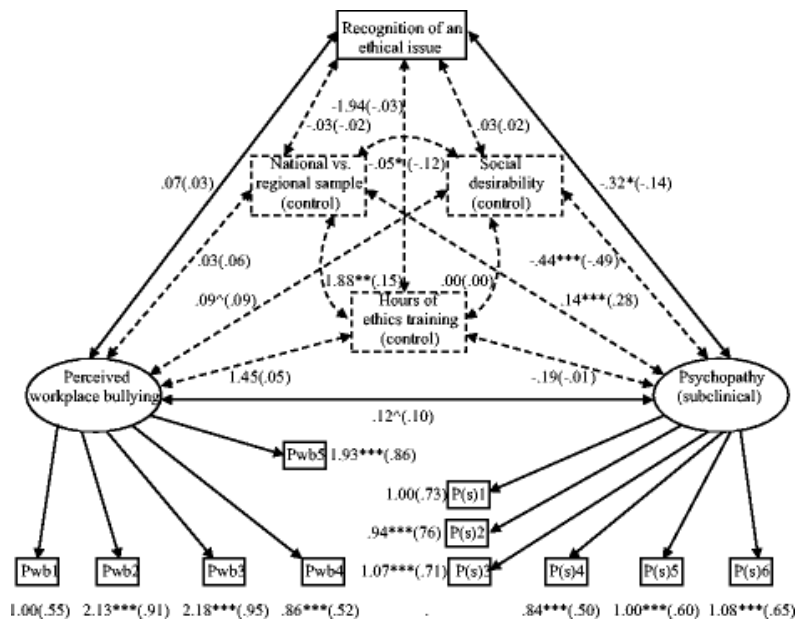 Recognition of an
ethical issue
-1.94(-.03)
-.03(-.02)
.03(.02)
National vs.
regional sample
(control)
-.05*(-.12)
Social
desirability
(control)
.07(.03)
-.32*(-.14)
.03(.06)
.09^(.09)
1.88**(.15)
.00(.00)
-.44***(-.49)
.14***(.28)
Hours of
ethics training
(control)
Perceived
workplace bullying
1.45(.05)
-.19(-.01)
Psychopathy
(subclinical)
.12^(.10)
Pwb5 1.93***(.86)
1.00(.73) P(s)1
.94***(76) P(s)2
1.07***(.71) P(s)3
Pwb1 Pwb2 Pwb3 Pwb4 P(s)4 P(s)5 P(s)6
1.00(.55) 2.13***(.91) 2.18***(.95) .86***(.52) . .84***(.50) 1.00***(.60) 1.08***(.65)